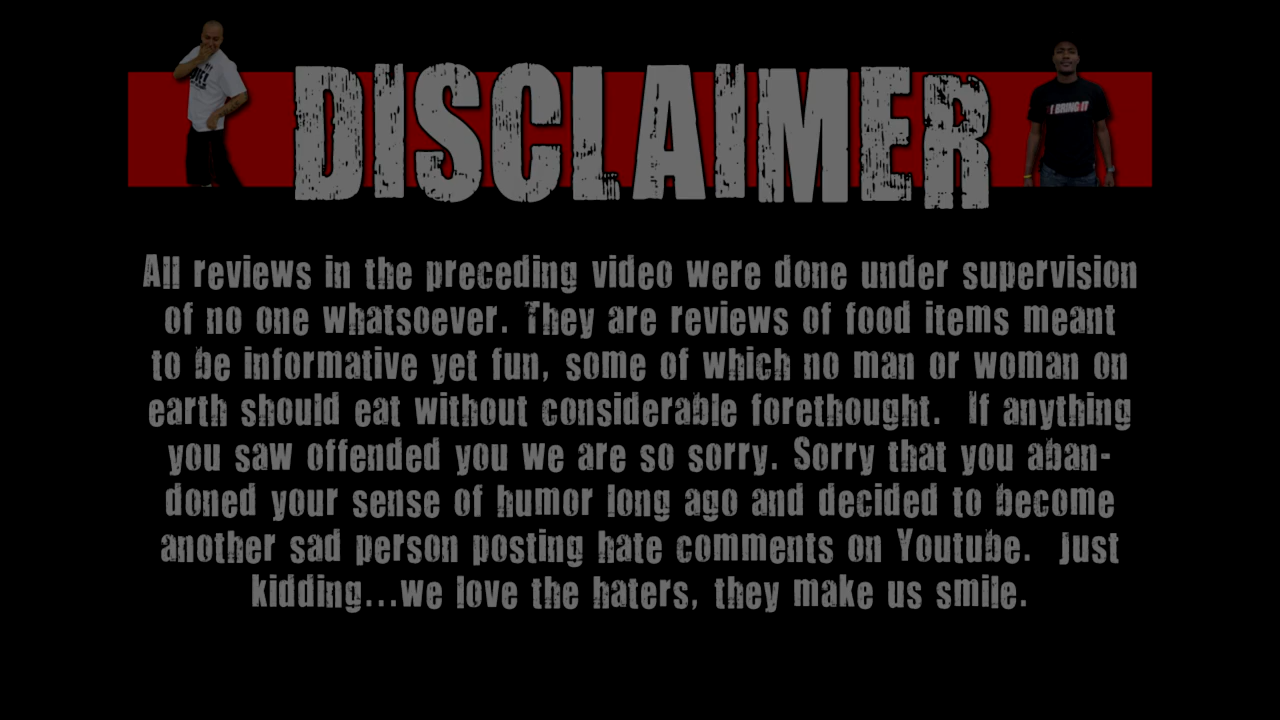 DISCLAIMER
I BRING IT
All reviews in the preceding video were done under supervision
of no one whatsoever. They are reviews of food items meant
to be informative yet fun, some of which no man or woman on
earth should eat without considerable forethought. If anything
you saw offended you we are so sorry. Sorry that you aban-
doned your sense of humor long ago and decided to become
another sad person posting hate comments on Youtube. Just
kidding...we love the haters, they make us smile.